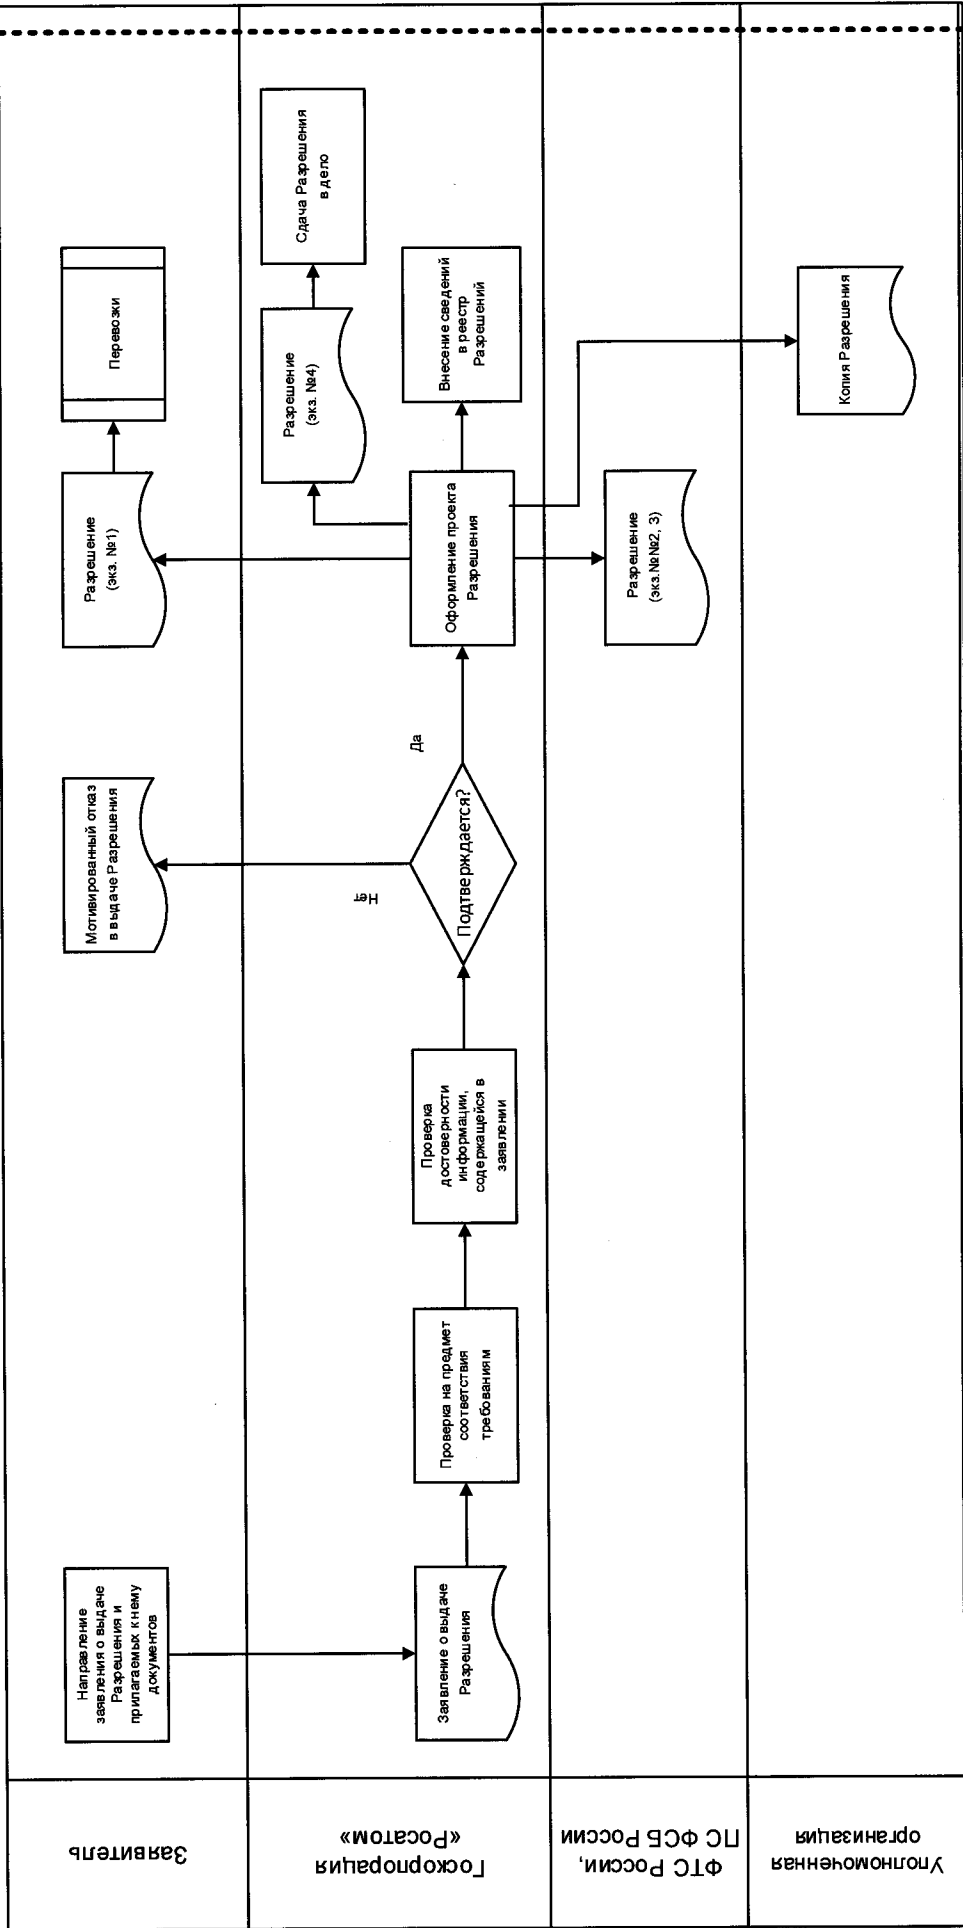 Заявитель
Направление
заявления о выдаче
Разрешения и
прилагаемых к нему
документов
Мотивированный отказ
в выдаче Разрешения
Разрешение
(экз. №1)
Перевозки
Госкорпорация
«Росатом»
Заявление о выдаче
Разрешения
Проверка на предмет
соответствия
требованиям
Проверка
достоверности
информации,
содержащейся в
заявлении
Подтверждается?
Нет
Да
Оформление проекта
Разрешения
Разрешение
(экз. №4)
Сдача Разрешения
в дело
Внесение сведений
в реестр
Разрешений
ФТС России,
ПС ФСБ России
Разрешение
(экз.№№2, 3)
Уполномоченная
организация
Копия Разрешения